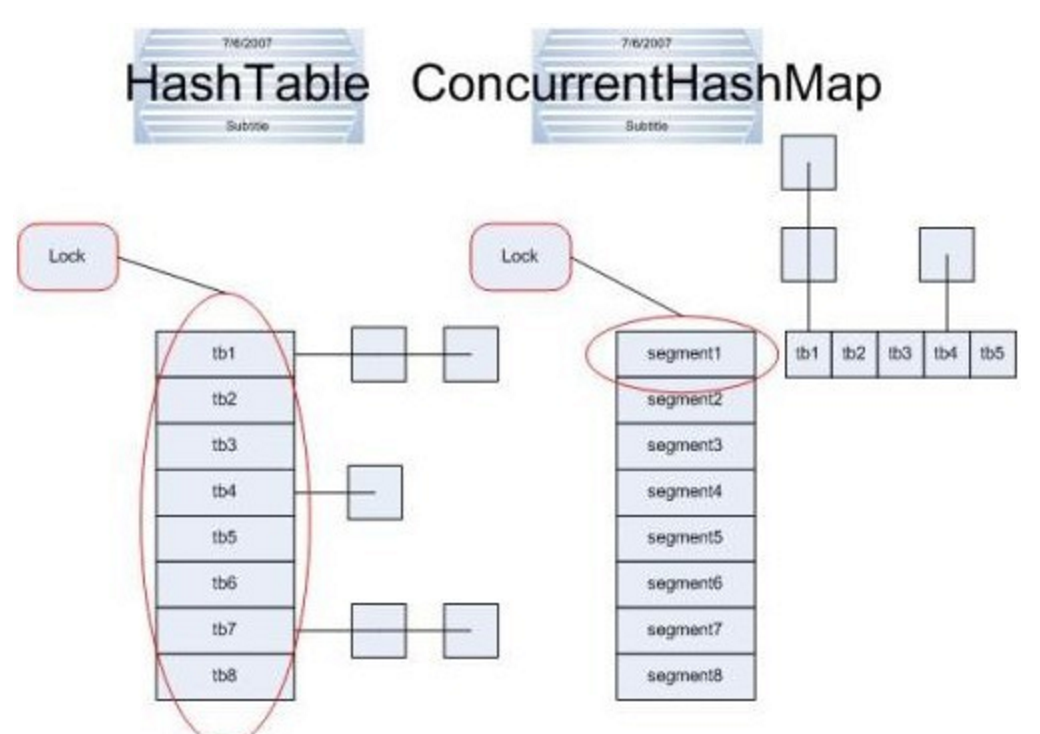 7/6/2007
HashTable
Subtitle
7/6/2007
ConcurrentHashMap
Subtitle
Lock
tb1
tb2
tb3
tb4
tb5
tb6
tb7
tb8
Lock
segment1
segment2
segment3
segment4
segment5
segment6
segment7
segment8
tb1 tb2 tb3 tb4 tb5